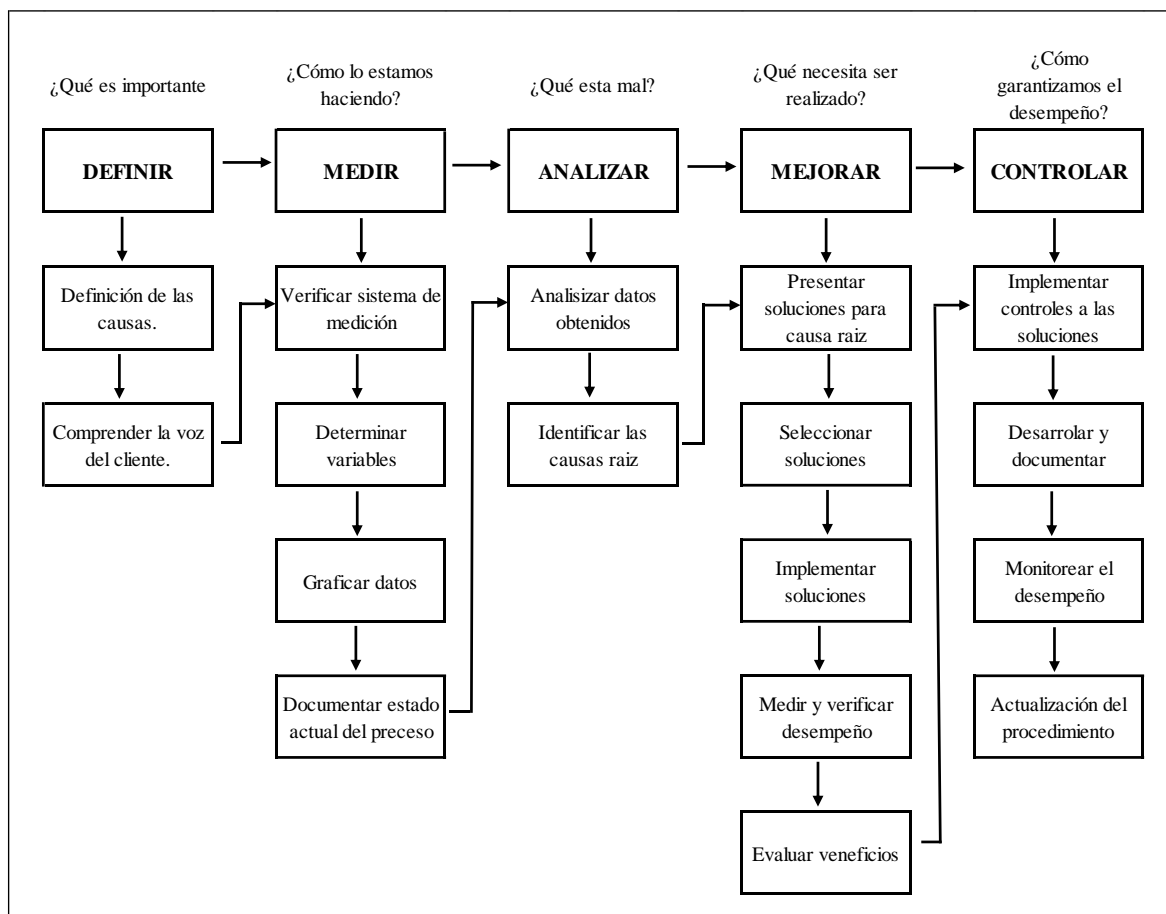 ¿Qué es importante
¿Cómo lo estamos
haciendo?
¿Qué esta mal?
¿Qué necesita ser
realizado?
¿Cómo
garantizamos el
desempeño?
DEFINIR
MEDIR
ANALIZAR
MEJORAR
CONTROLAR
Definición de las
causas.
Comprender la voz
del cliente.
Verificar sistema de
medición
Determinar
variables
Graficar datos
Documentar estado
actual del preceso
Analisizar datos
obtenidos
Identificar las
causas raiz
Presentar
soluciones para
causa raiz
Seleccionar
soluciones
Implementar
soluciones
Medir y verificar
desempeño
Evaluar veneficios
Implementar
controles a las
soluciones
Desarrolar y
documentar
Monitorear el
desempeño
Actualización del
procedimiento